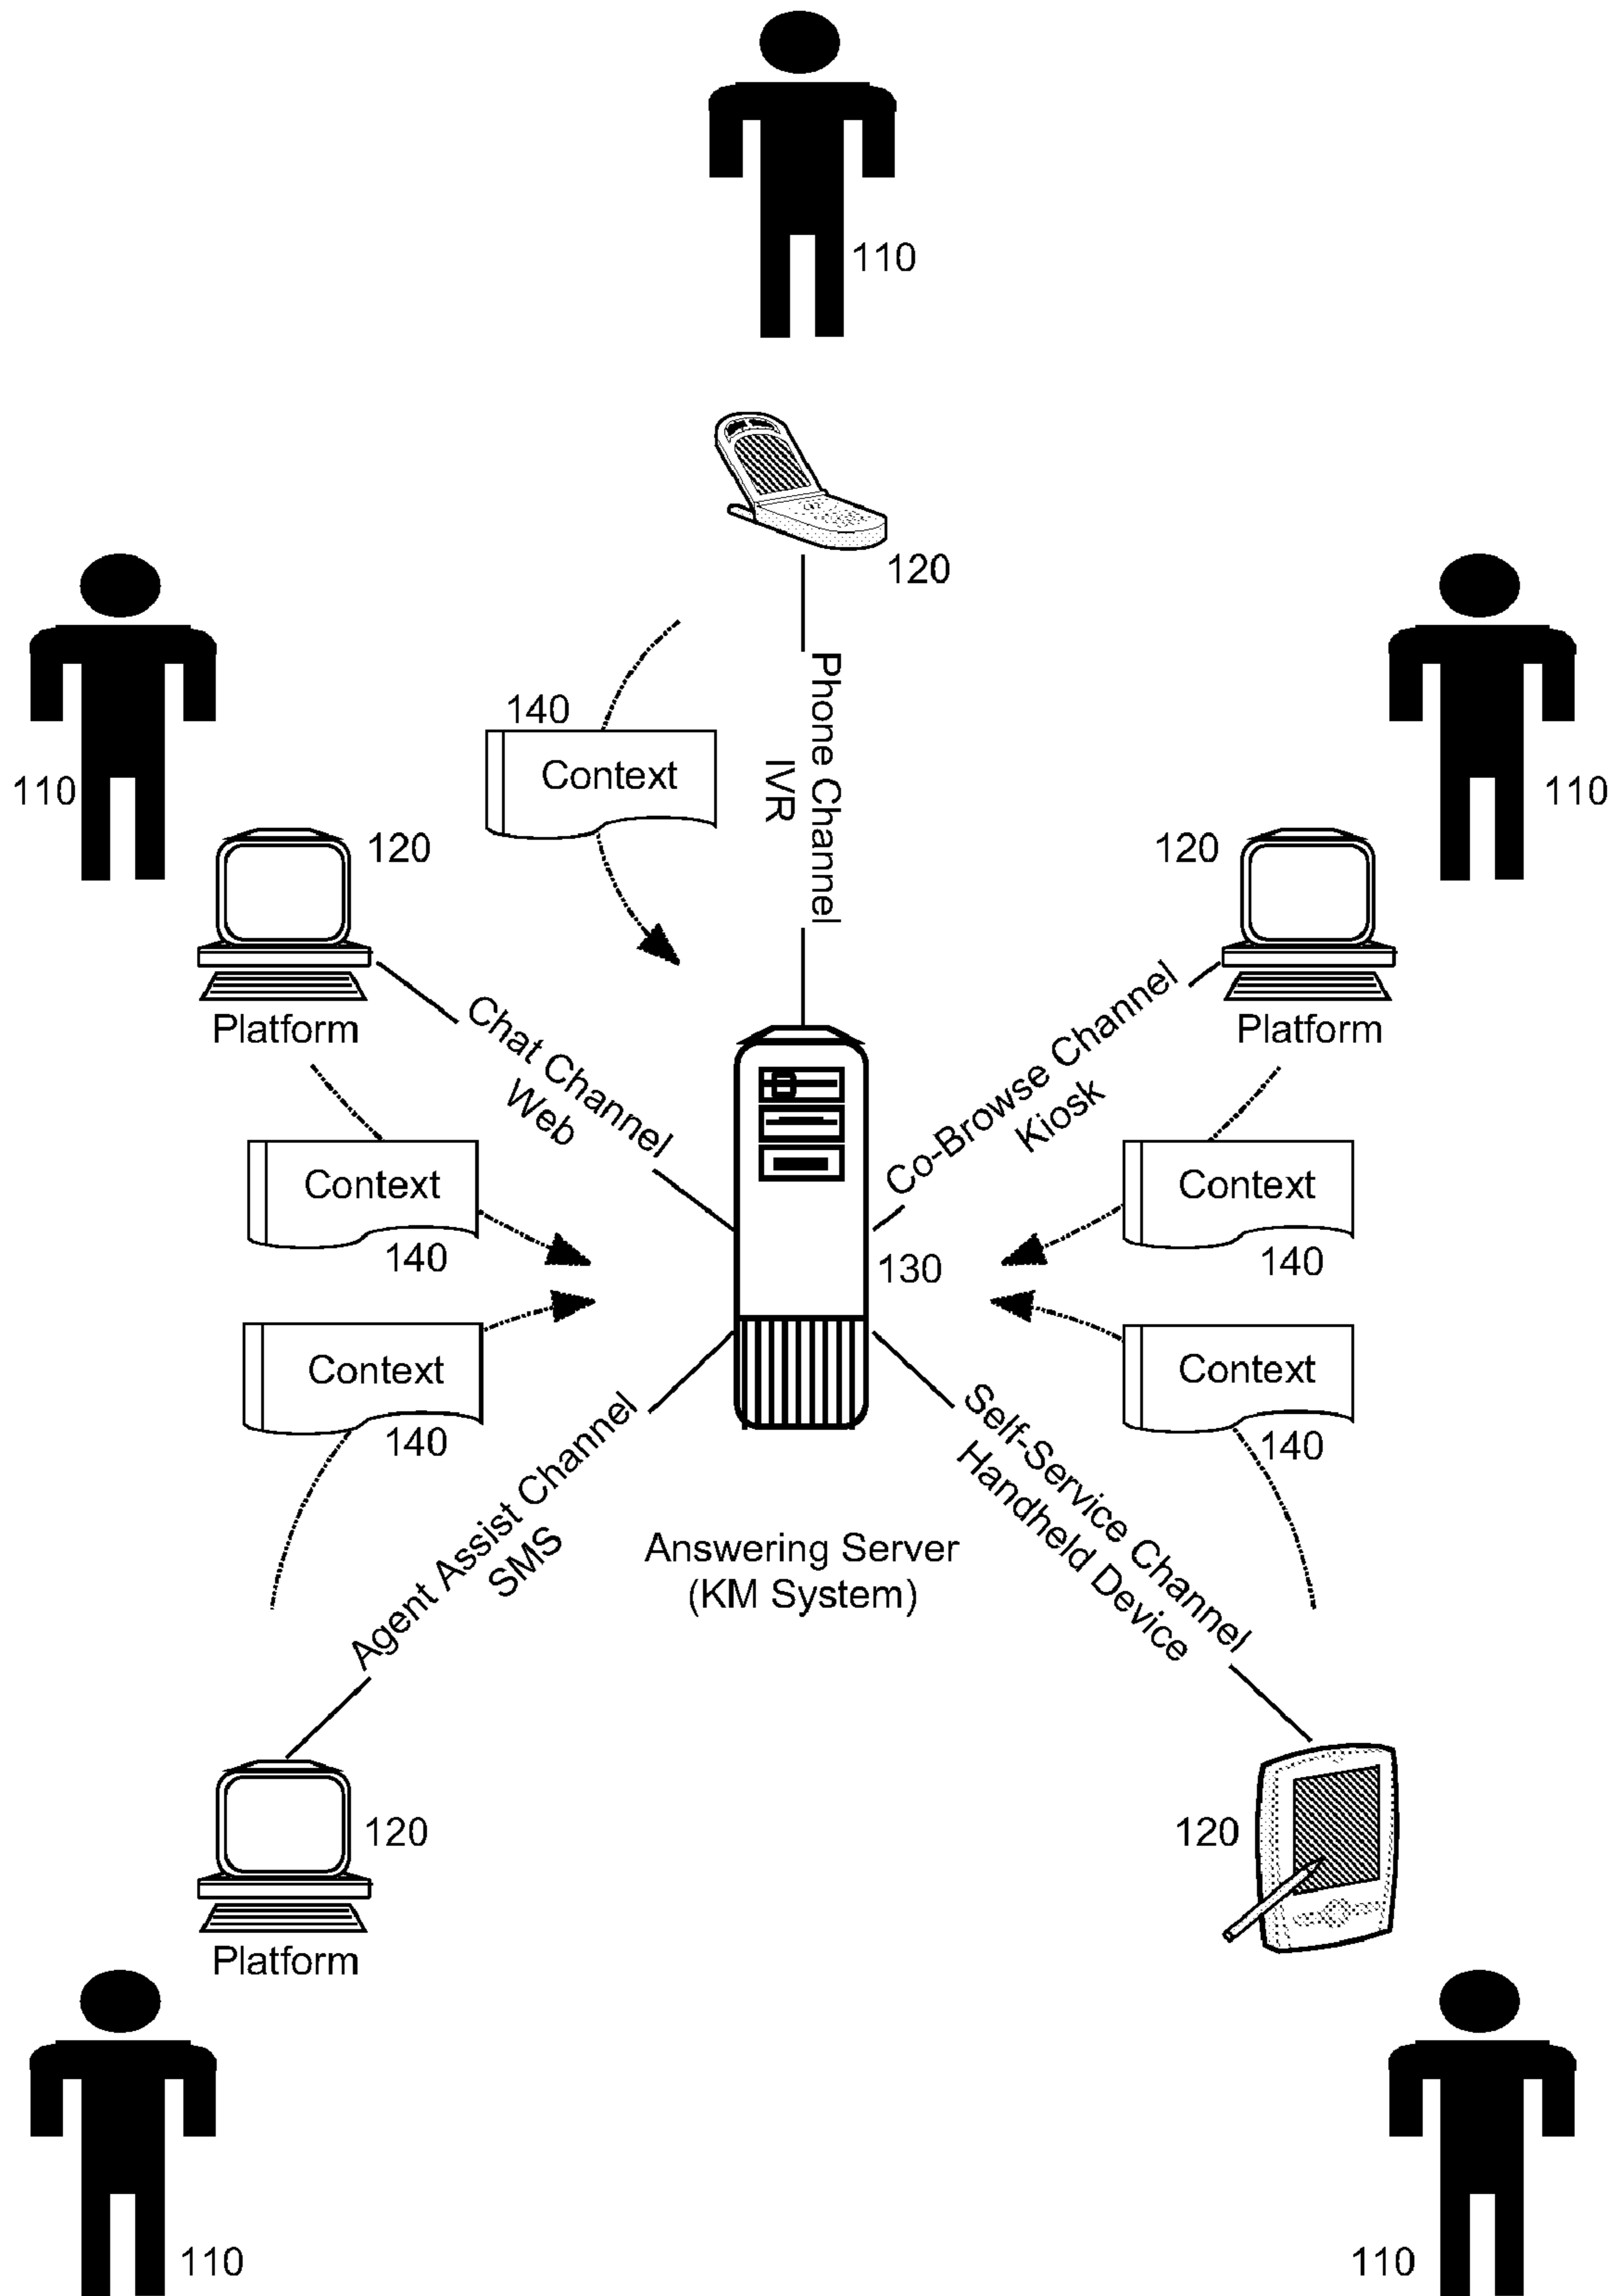 110
120
Phone Channel
IVR
140
Context
110
120
Platform
120
110
Platform
Chat Channel
Web
Co-Browse Channel
Kiosk
Context
140
Context
140
130
Context
140
Context
140
Agent Assist Channel
SMS
Answering Server
(KM System)
Self-Service Channel
Handheld Device
120
Platform
120
110
110